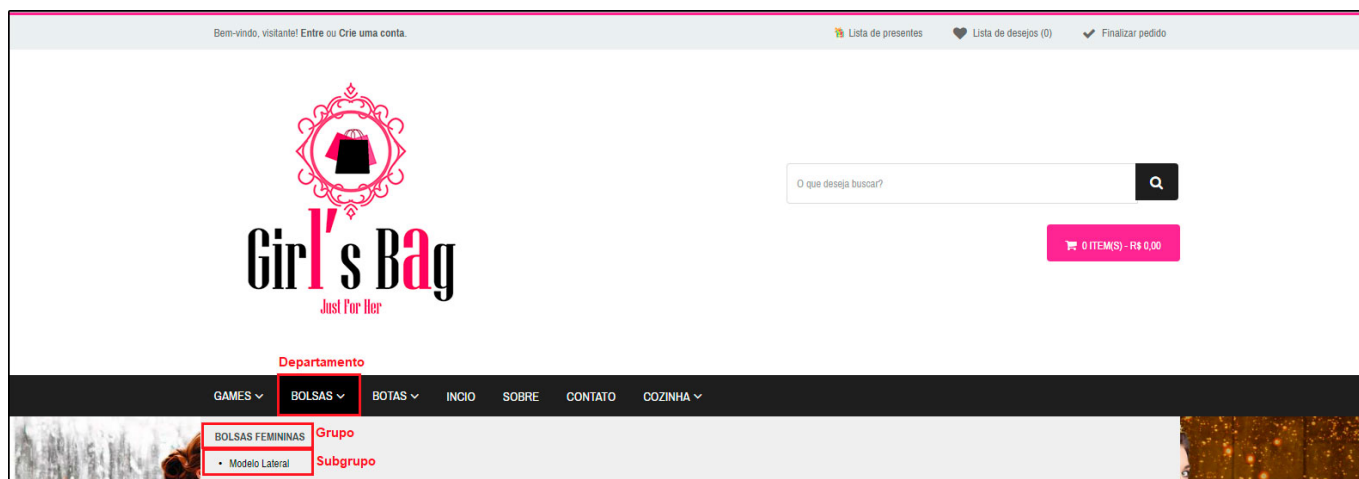 Bem-vindo, visitante! Entre ou Crie uma conta.
Lista de presentes
Lista de desejos (0)
Finalizar pedido
Girl's Bag
Just For Her
O que deseja buscar?
0 ITEM(S) - R$ 0,00
Departamento
GAMES BOLSAS BOTAS INCIO SOBRE CONTATO COZINHA
BOLSAS FEMININAS Grupo
• Modelo Lateral Subgrupo